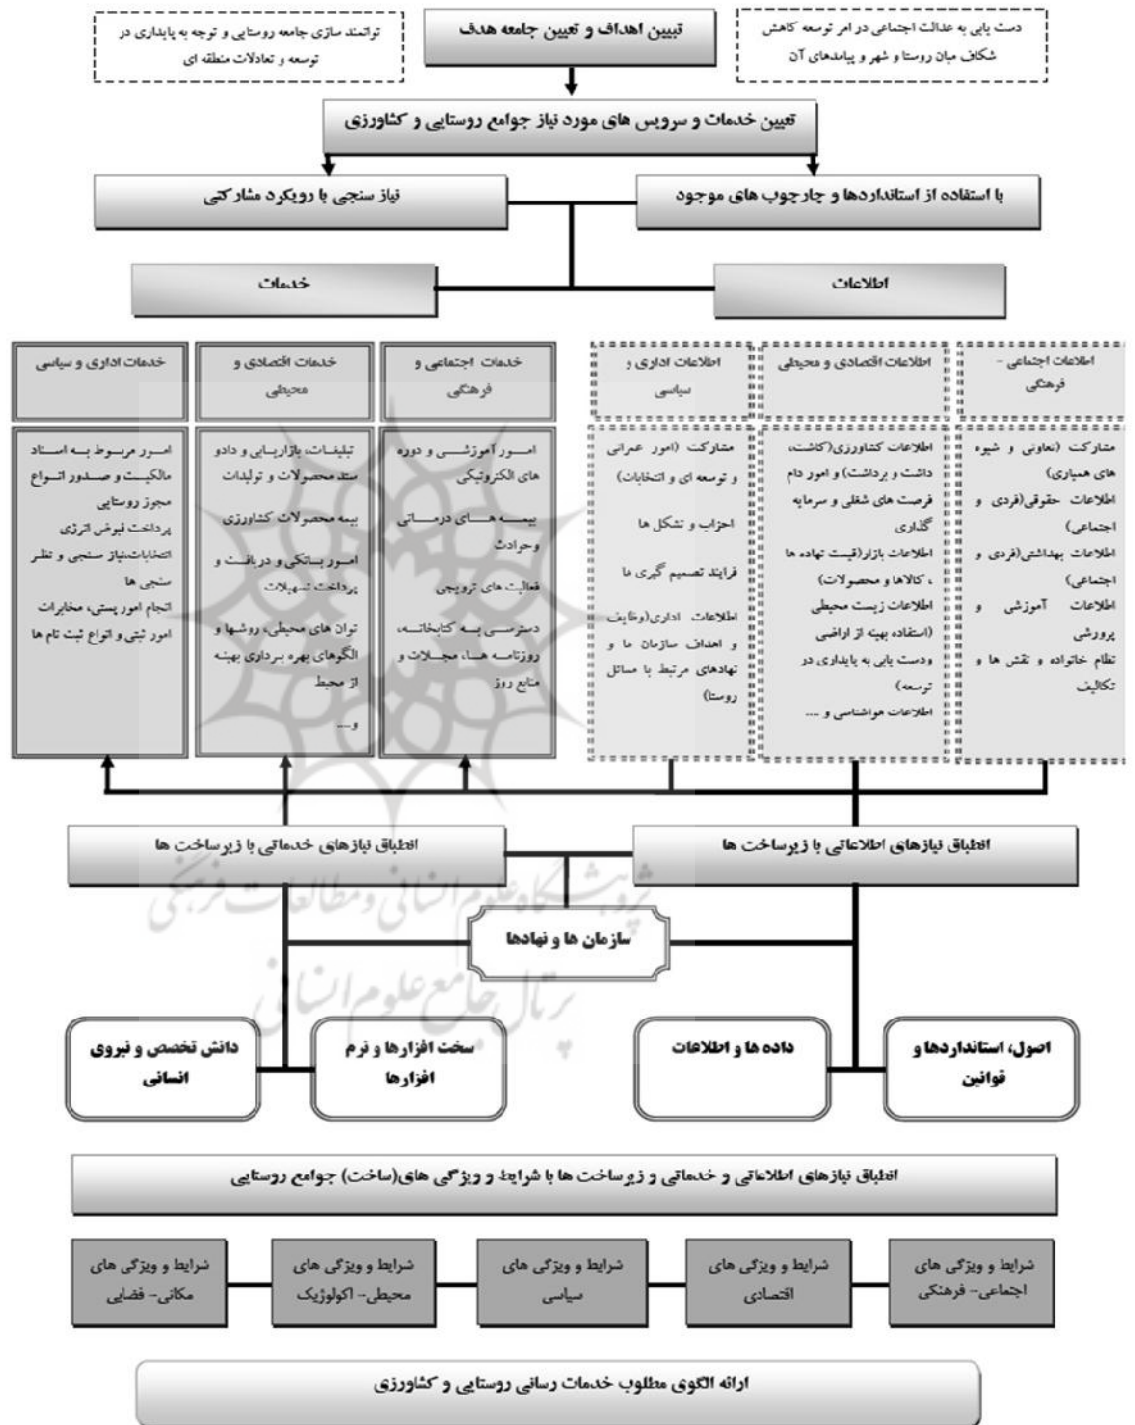 دست یابی به عدالت اجتماعی در امر توسعه کاهش
شکاف میان روستا و شهر و پیامدهای آن
تبیین اهداف و تعیین جامعه هدف
توانمند سازی جامعه روستایی و توجه به پایداری در
توسعه و تعادلات منطقه ای
تعیین خدمات و سرویس های مورد نیاز جوامع روستایی و کشاورزی
با استفاده از استانداردها و چارچوب های موجود
نیاز سنجی با رویکرد مشارکتی
اطلاعات
خدمات
اطلاعات اجتماعی -
فرهنگی
مشارکت (تعاونی و شیوه
های همیاری)
اطلاعات حقوقی(فردی و
اجتماعی)
اطلاعات بهداشتی(فردی و
اجتماعی)
اطلاعات آموزشی و
پرورشی
نظام خانواده و نقش ها و
تکالیف
اطلاعات اقتصادی و محیطی
اطلاعات کشاورزی(کاشت،
داشت و برداشت) و امور دام
فرصت های شغلی و سرمایه
گذاری
اطلاعات بازار(قیمت نهاده ها
، کالاها و محصولات)
اطلاعات زیست محیطی
(استفاده بهینه از اراضی
ودست یابی به پایداری در
توسعه)
اطلاعات هواشناسی و ....
اطلاعات اداری و
سیاسی
مشارکت (امور عمرانی
و توسعه ای و انتخابات)
احزاب و تشکل ها
فرایند تصمیم گیری ها
اطلاعات اداری(وظایف
و اهداف سازمان ها و
نهادهای مرتبط با مسائل
روستا)
خدمات اجتماعی و
فرهنگی
امور آموزشی و دوره
های الکترونیکی
بیمه های درمانی
وحوادث
فعالیت های ترویجی
دسترسی به کتابخانه،
روزنامه ها، مجلات و
منابع روز
خدمات اقتصادی و
محیطی
تبلیغات، بازاریابی و دادو
ستد محصولات و تولیدات
بیمه محصولات کشاورزی
امور بانکی و دریافت و
پرداخت تسهیلات
توان های محیطی، روشها و
الگوهای بهره برداری بهینه
از محیط
و....
خدمات اداری و سیاسی
امور مربوط به اسناد
مالکیت و صدور انواع
مجوز روستایی
پرداخت قبوض انرژی
انتخابات،نیاز سنجی و نظر
سنجی ها
انجام امور پستی، مخابرات
امور ثبتی و انواع ثبت نام ها
انطباق نیازهای اطلاعاتی با زیرساخت ها
انطباق نیازهای خدماتی با زیرساخت ها
پژوهشگاه علوم انسانی و مطالعات فرهنگی
سازمان ها و نهادها
پرتال جامع علوم انسانی
اصول، استانداردها و
قوانین
داده ها و اطلاعات
سخت افزارها و نرم
افزارها
دانش تخصص و نیروی
انسانی
انطباق نیازهای اطلاعاتی و خدماتی و زیرساخت ها با شرایط و ویژگی های(ساخت) جوامع روستایی
شرایط و ویژگی های
اجتماعی- فرهنگی
شرایط و ویژگی های
اقتصادی
شرایط و ویژگی های
سیاسی
شرایط و ویژگی های
محیطی- اکولوژیک
شرایط و ویژگی های
مکانی- فضایی
ارائه الگوی مطلوب خدمات رسانی روستایی و کشاورزی